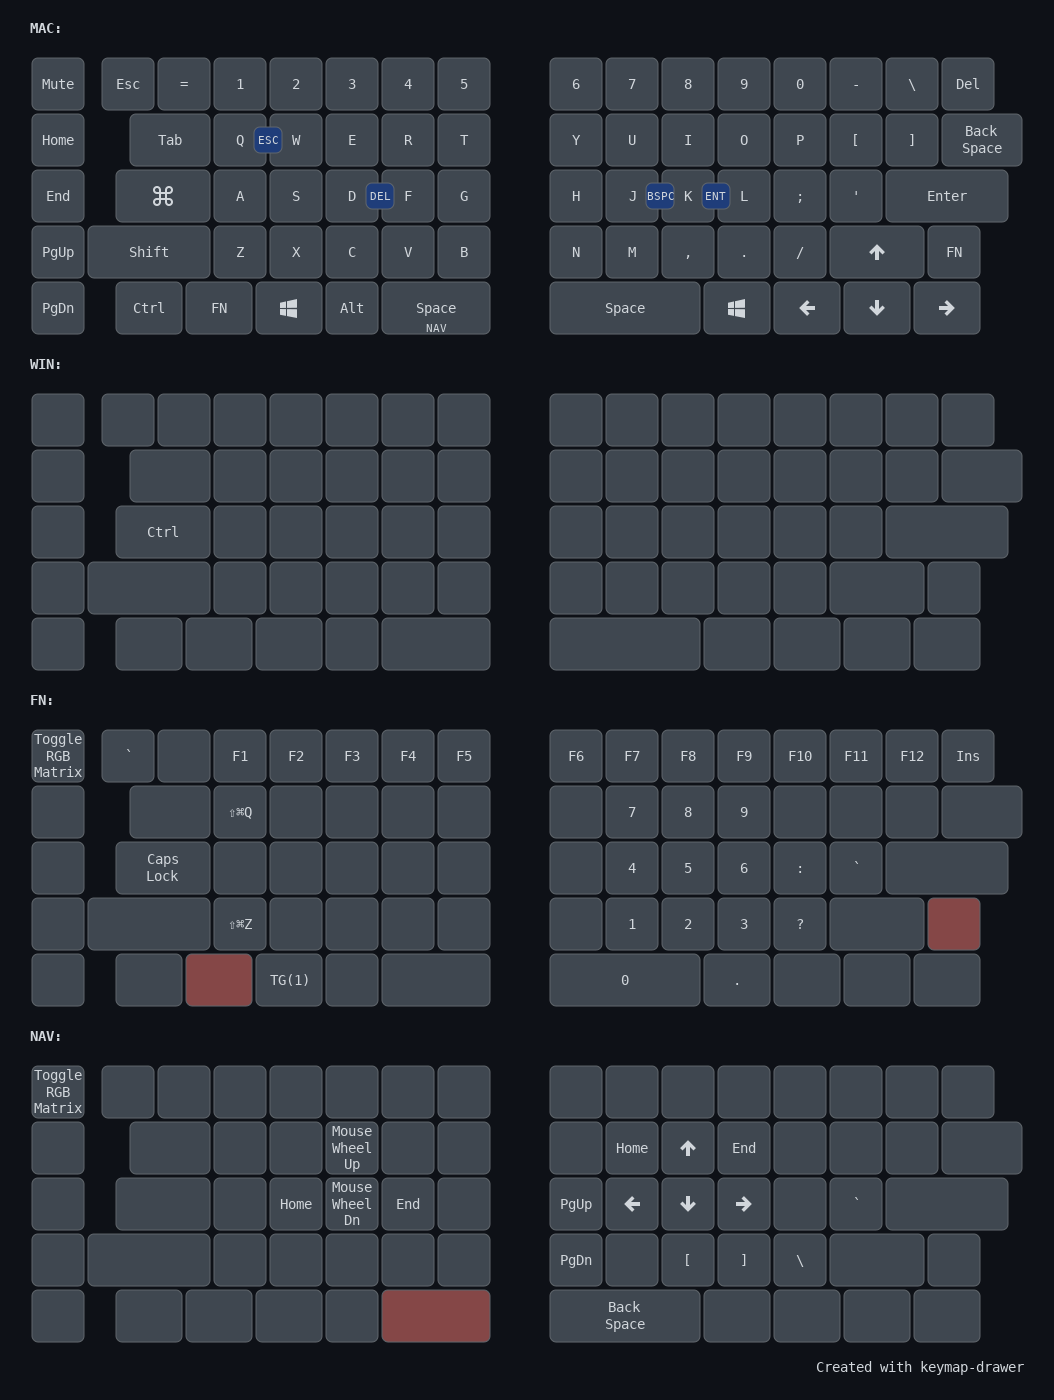 MAC:
Mute Esc = 1 2 3 4 5 6 7 8 9 0 - \ Del
Home Tab Q ESC W E R T Y U I O P [ ] Back Space
End ⌘ A S D DEL F G H J BSPC K ENT L ; ' Enter
PgUp Shift Z X C V B N M , . / ↑ FN
PgDn Ctrl FN Alt Space NAV Space ← ↓ →
WIN:
Ctrl
FN:
Toggle RGB Matrix ` F1 F2 F3 F4 F5 F6 F7 F8 F9 F10 F11 F12 Ins
⇧⌘Q 7 8 9
Caps Lock 4 5 6 : `
⇧⌘Z 1 2 3 ?
TG(1) 0 .
NAV:
Toggle RGB Matrix
Mouse Wheel Up Home ↑ End
Home Mouse Wheel Dn End PgUp ← ↓ → `
PgDn [ ] \
Back Space
Created with keymap-drawer